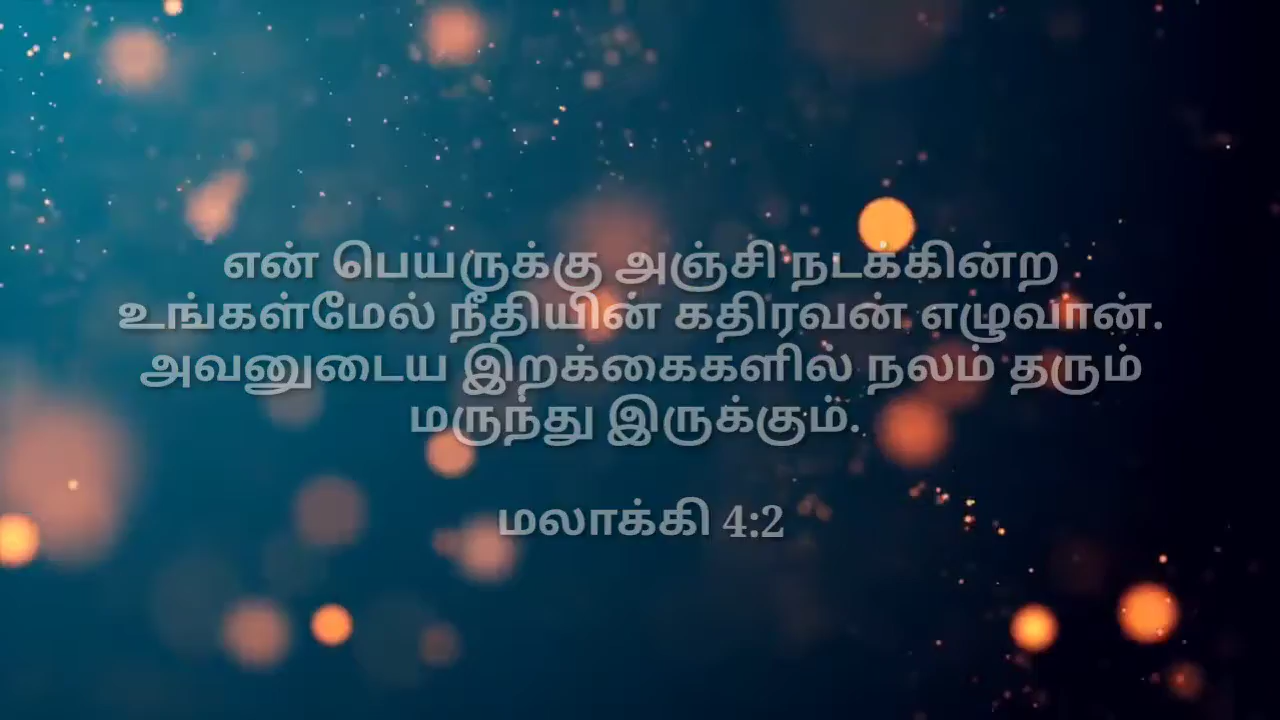 என் பெயருக்கு அஞ்சி நடக்கின்ற
உங்கள்மேல் நீதியின் கதிரவன் எழுவான்.
அவனுடைய இறக்கைகளில் நலம் தரும்
மருந்து இருக்கும்.
மலாக்கி 4:2